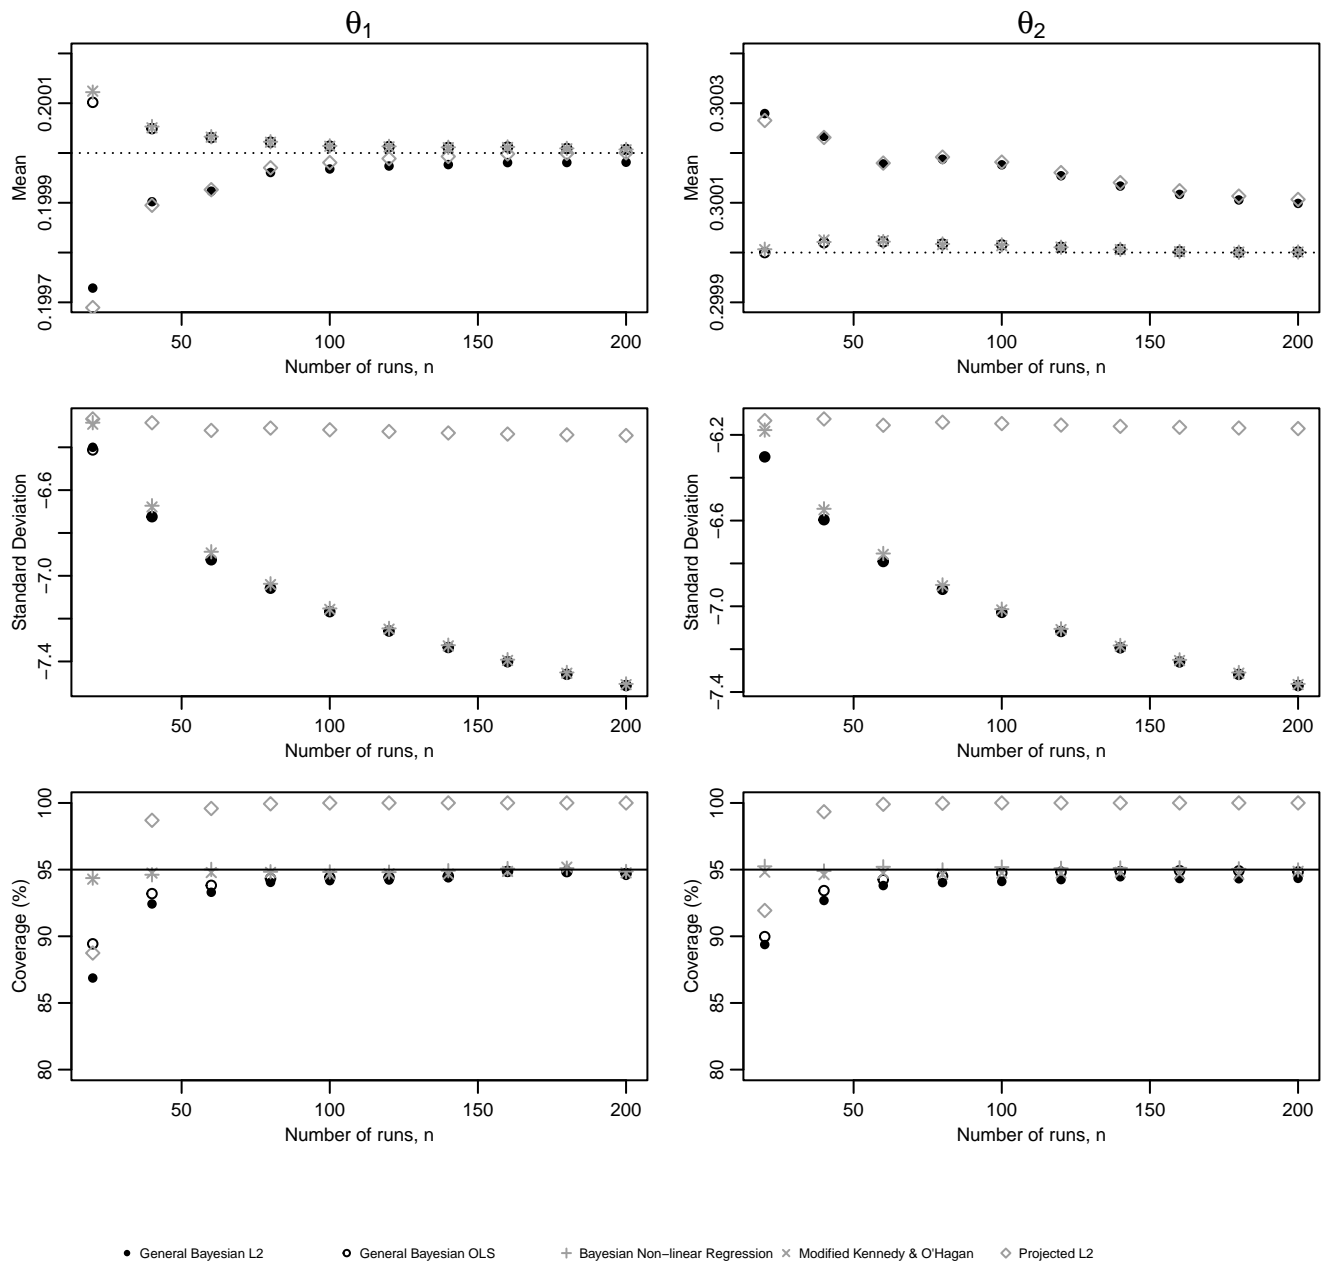 θ1
θ2
Mean
0.2001
0.1999
0.1997
50
100
150
200
Number of runs, n
Mean
0.3003
0.3001
0.2999
50
100
150
200
Number of runs, n
Standard Deviation
−6.6
−7.0
−7.4
50
100
150
200
Number of runs, n
Standard Deviation
−6.2
−6.6
−7.0
−7.4
50
100
150
200
Number of runs, n
Coverage (%)
100
95
90
85
80
50
100
150
200
Number of runs, n
Coverage (%)
100
95
90
85
80
50
100
150
200
Number of runs, n
General Bayesian L2
General Bayesian OLS
Bayesian Non−linear Regression
Modified Kennedy & O'Hagan
Projected L2